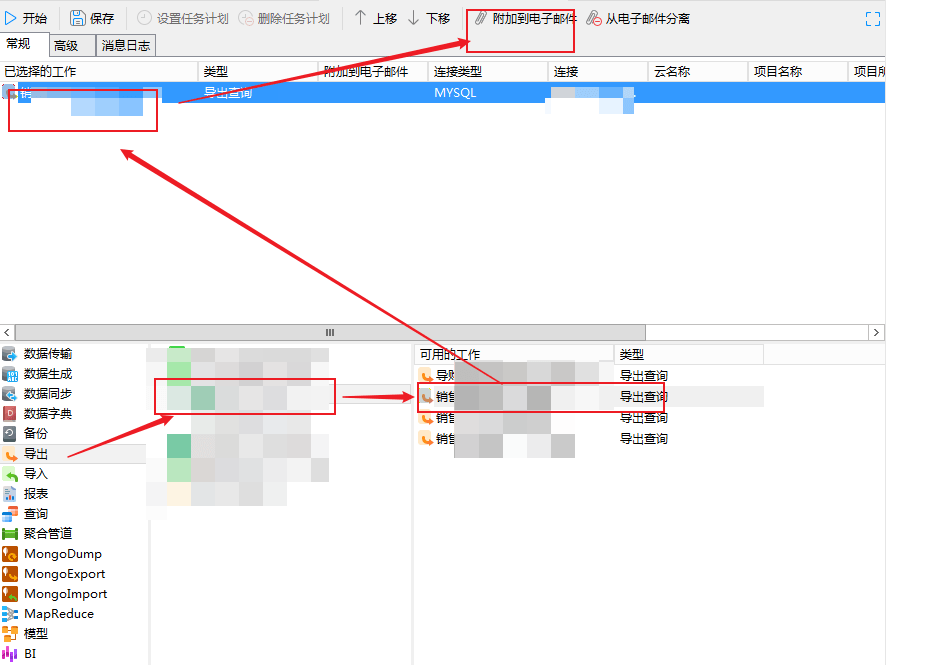 开始 保存 设置任务计划 删除任务计划 上移 下移 附加到电子邮件 从电子邮件分离
常规 高级 消息日志
已选择的工作 类型 附加到电子邮件 连接类型 连接 云名称 项目名称
销 导出查询 MYSQL
数据传输 可用的工作 类型
数据生成 导出查询
数据同步 销售 导出查询
数据字典 销售 导出查询
备份 销售 导出查询
导出
导入
报表
查询
聚合管道
MongoDump
MongoExport
MongoImport
MapReduce
模型
BI